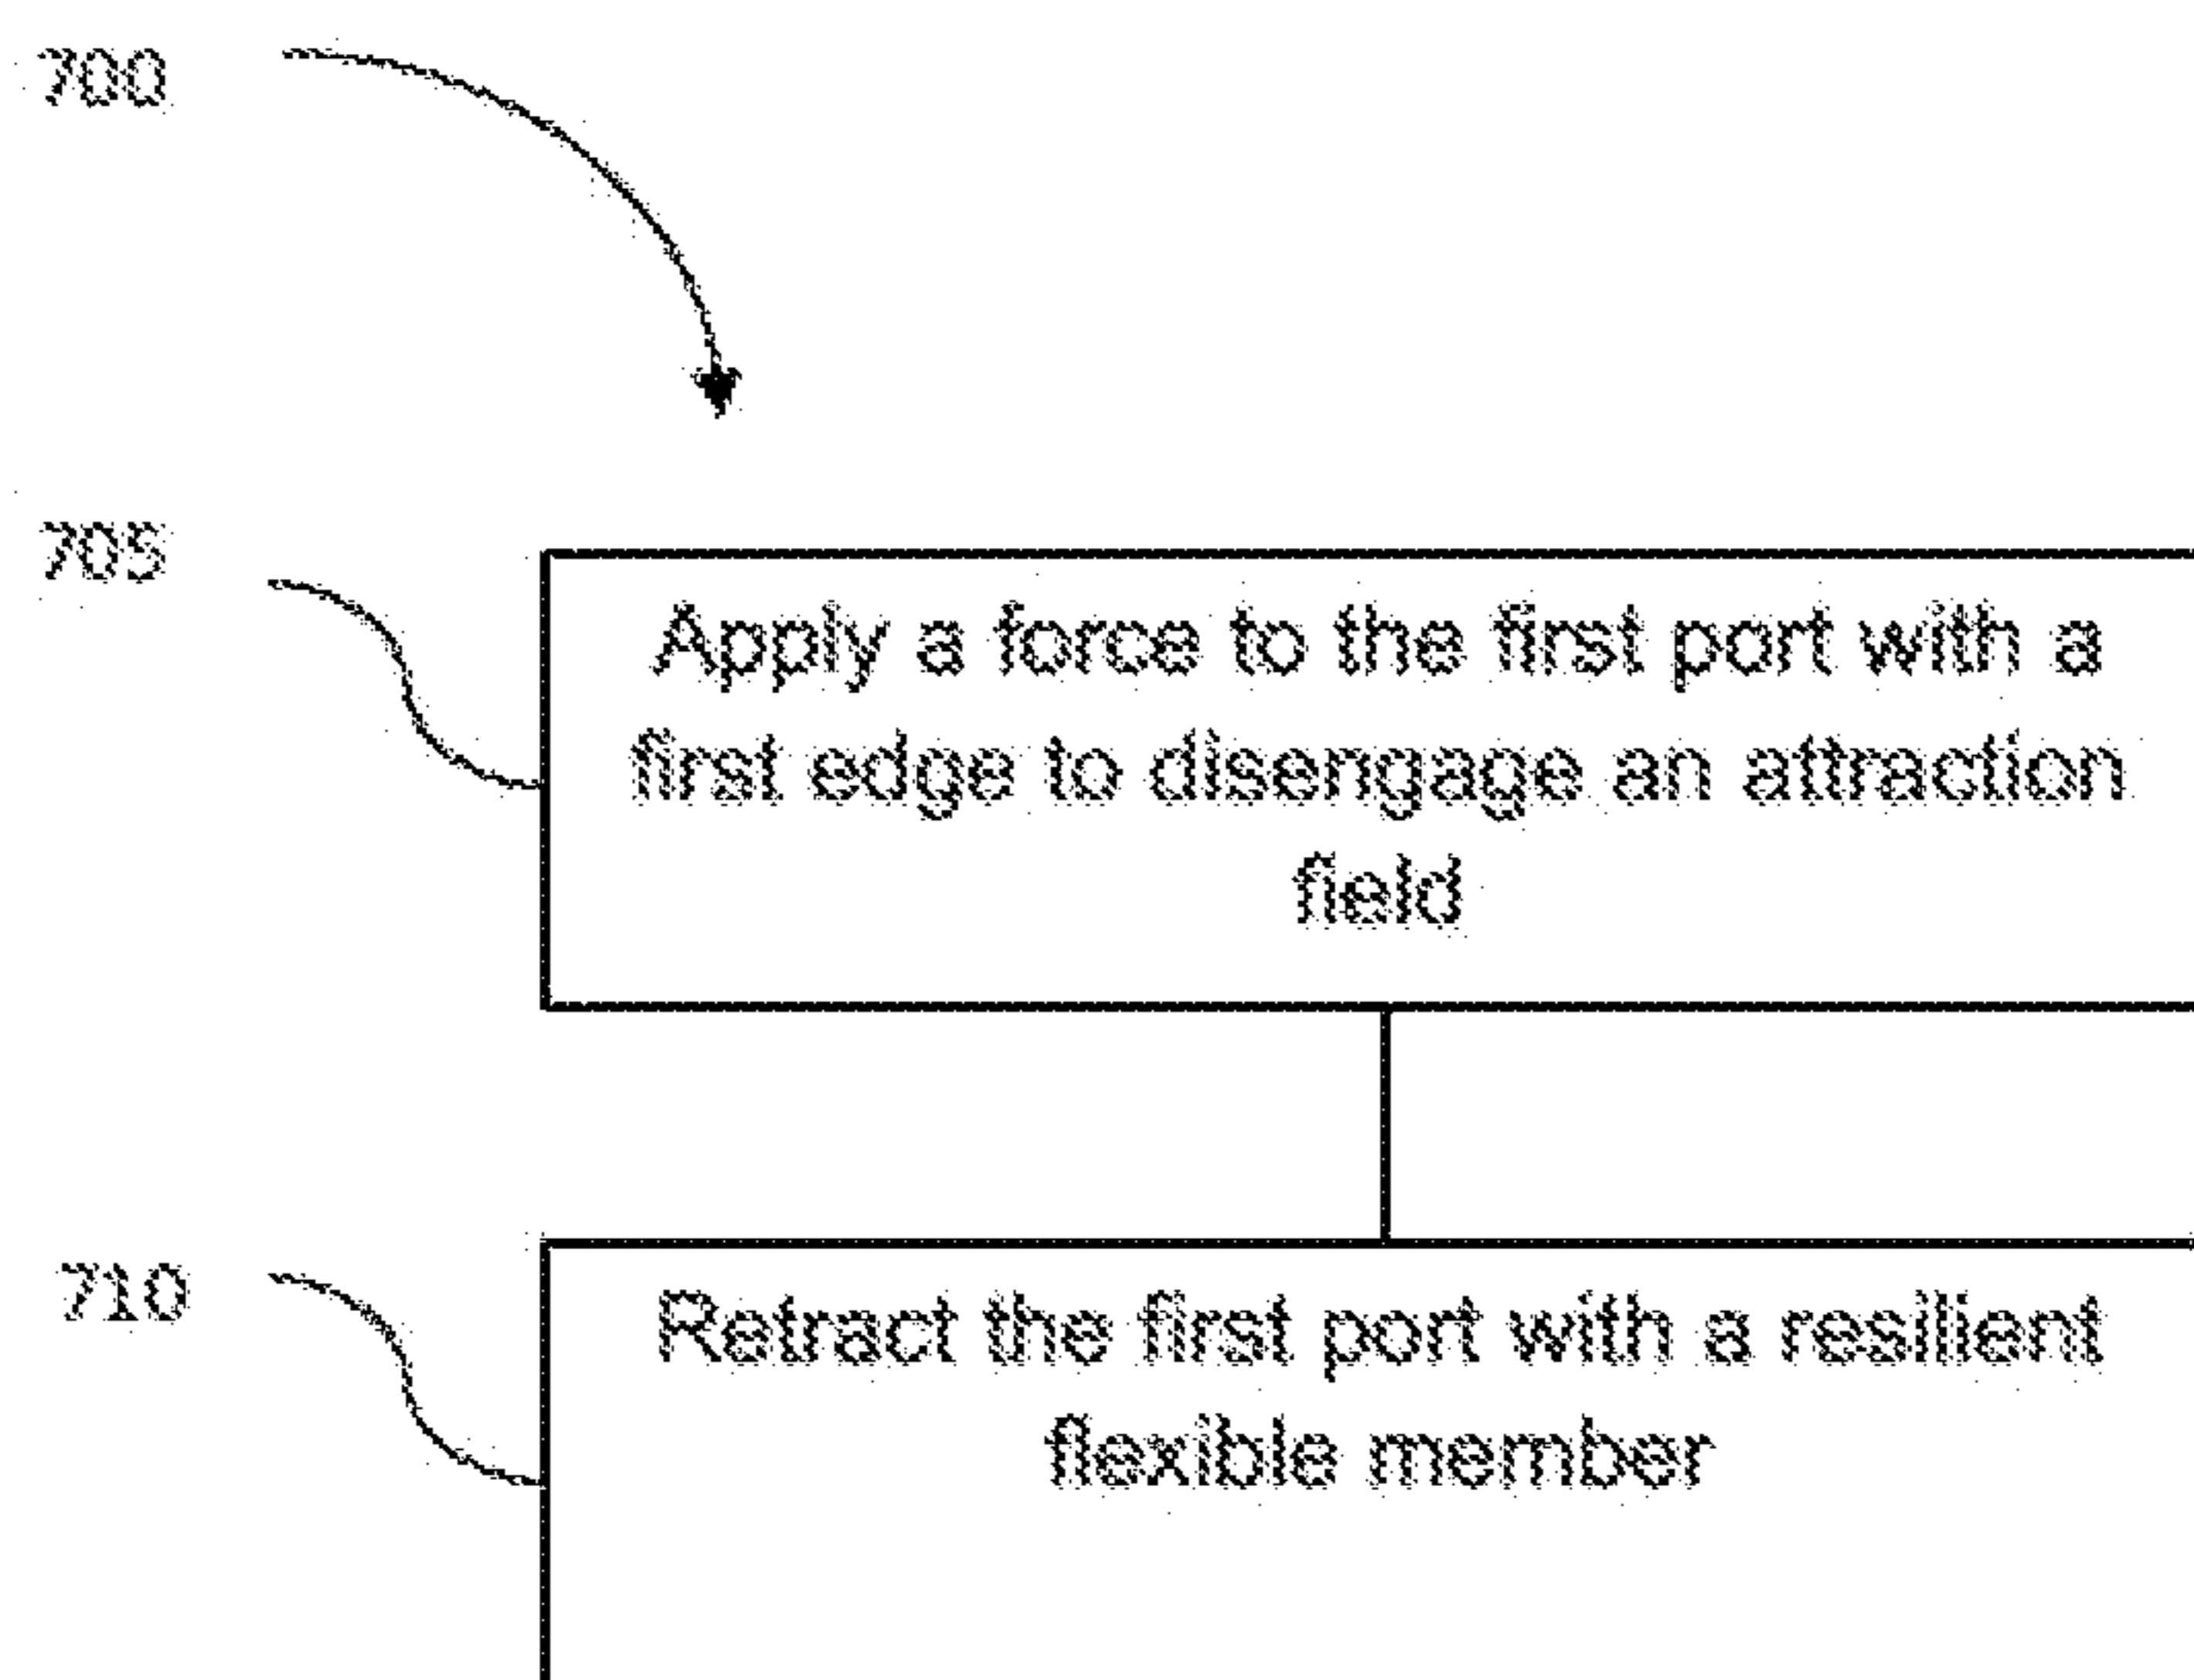 700
705
Apply a force to the first port with a
first edge to disengage an attraction
field
710
Retract the first port with a resilient
flexible member